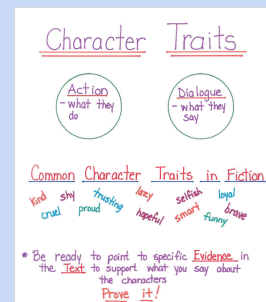 Character Traits
Action
- what they
do
Dialogue
- what they
say
Common Character Traits in Fiction
kind shy trusting lazy selfish loyal
cruel proud hopeful smart funny brave
* Be ready to point to specific Evidence in
the Text to support what you say about
the characters
Prove it!